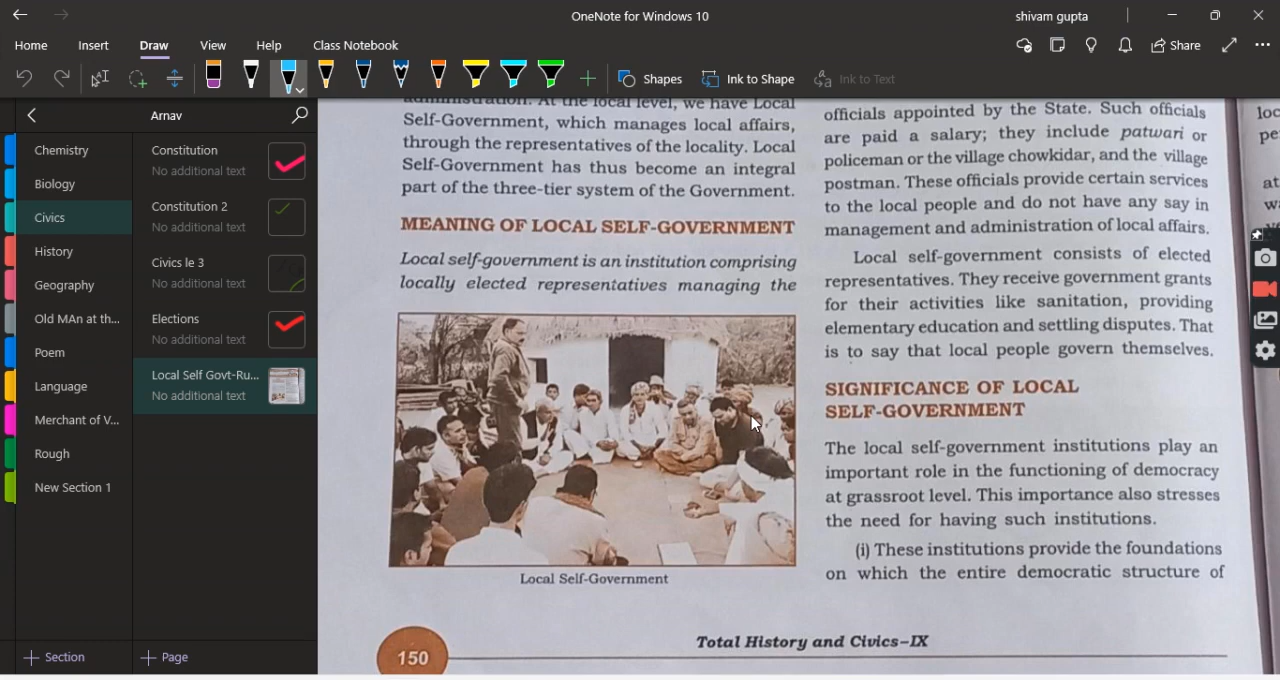 OneNote for Windows 10
shivam gupta
Home
Insert
Draw
View
Help
Class Notebook
Share
Shapes
Ink to Shape
Ink to Text
Arnav
Chemistry
Biology
Civics
History
Geography
Old MAn at th...
Poem
Language
Merchant of V...
Rough
New Section 1
Section
Constitution
No additional text
Constitution 2
No additional text
Civics le 3
No additional text
Elections
No additional text
Local Self Govt-Ru...
No additional text
Page
administration. At the local level, we have Local
Self-Government, which manages local affairs,
through the representatives of the locality. Local
Self-Government has thus become an integral
part of the three-tier system of the Government.
MEANING OF LOCAL SELF-GOVERNMENT
Local self-government is an institution comprising
locally elected representatives managing the
Local Self-Government
officials appointed by the State. Such officials
are paid a salary; they include patwari or
policeman or the village chowkidar, and the village
postman. These officials provide certain services
to the local people and do not have any say in
management and administration of local affairs.
Local self-government consists of elected
representatives. They receive government grants
for their activities like sanitation, providing
elementary education and settling disputes. That
is to say that local people govern themselves.
SIGNIFICANCE OF LOCAL
SELF-GOVERNMENT
The local self-government institutions play an
important role in the functioning of democracy
at grassroot level. This importance also stresses
the need for having such institutions.
(i) These institutions provide the foundations
on which the entire democratic structure of
150
Total History and Civics–IX